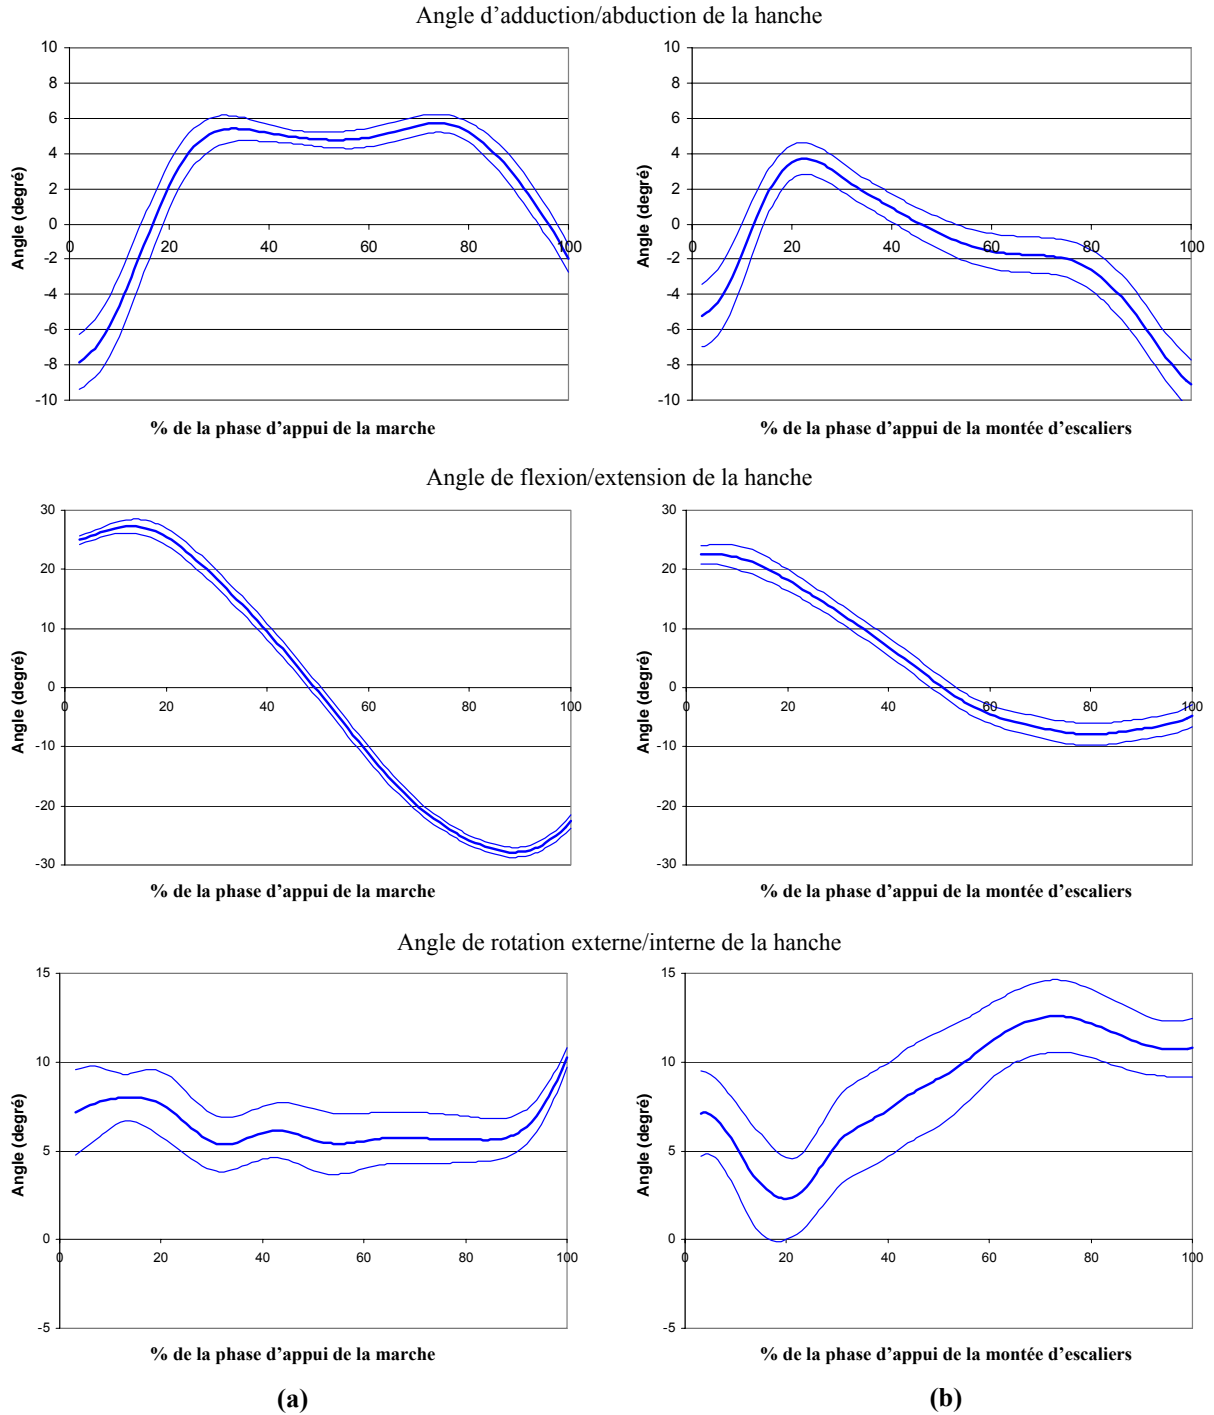 Angle d’adduction/abduction de la hanche
10
8
6
4
2
0
-2
-4
-6
-8
-10
0 20 40 60 80 100
Angle (degré)
% de la phase d’appui de la marche
10
8
6
4
2
0
-2
-4
-6
-8
-10
0 20 40 60 80 100
Angle (degré)
% de la phase d’appui de la montée d’escaliers
Angle de flexion/extension de la hanche
30
20
10
0
-10
-20
-30
0 20 40 60 80 100
Angle (degré)
% de la phase d’appui de la marche
30
20
10
0
-10
-20
-30
0 20 40 60 80 100
Angle (degré)
% de la phase d’appui de la montée d’escaliers
Angle de rotation externe/interne de la hanche
15
10
5
0
-5
0 20 40 60 80 100
Angle (degré)
% de la phase d’appui de la marche
15
10
5
0
-5
0 20 40 60 80 100
Angle (degré)
% de la phase d’appui de la montée d’escaliers
(a)
(b)